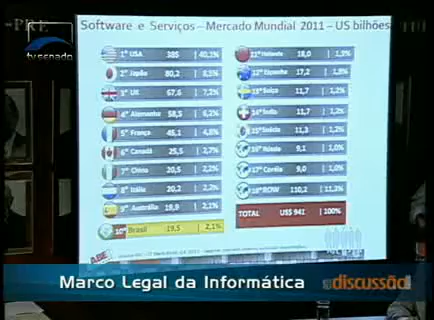 tvsenado
Software e Serviços – Mercado Mundial 2011 – US bilhões
1º USA 385 | 40,1%
2º Japão 80,2 | 8,5%
3º UK 67,6 | 7,2%
4º Alemanha 58,5 | 6,2%
5º França 45,1 | 4,8%
6º Canadá 25,5 | 2,7%
7º China 20,5 | 2,2%
8º Itália 20,2 | 2,2%
9º Austrália 19,9 | 2,1%
10º Brasil 19,5 | 2,1%
11º Holanda 18,0 | 1,9%
12º Espanha 17,2 | 1,8%
13º Suíça 11,7 | 1,2%
14º Índia 11,7 | 1,2%
15º Suécia 11,3 | 1,2%
16º Rússia 9,1 | 1,0%
17º Coréia 9,0 | 1,0%
18º ROW 110,2 | 11,3%
TOTAL US$ 941 | 100%
Marco Legal da Informática
em discussão!